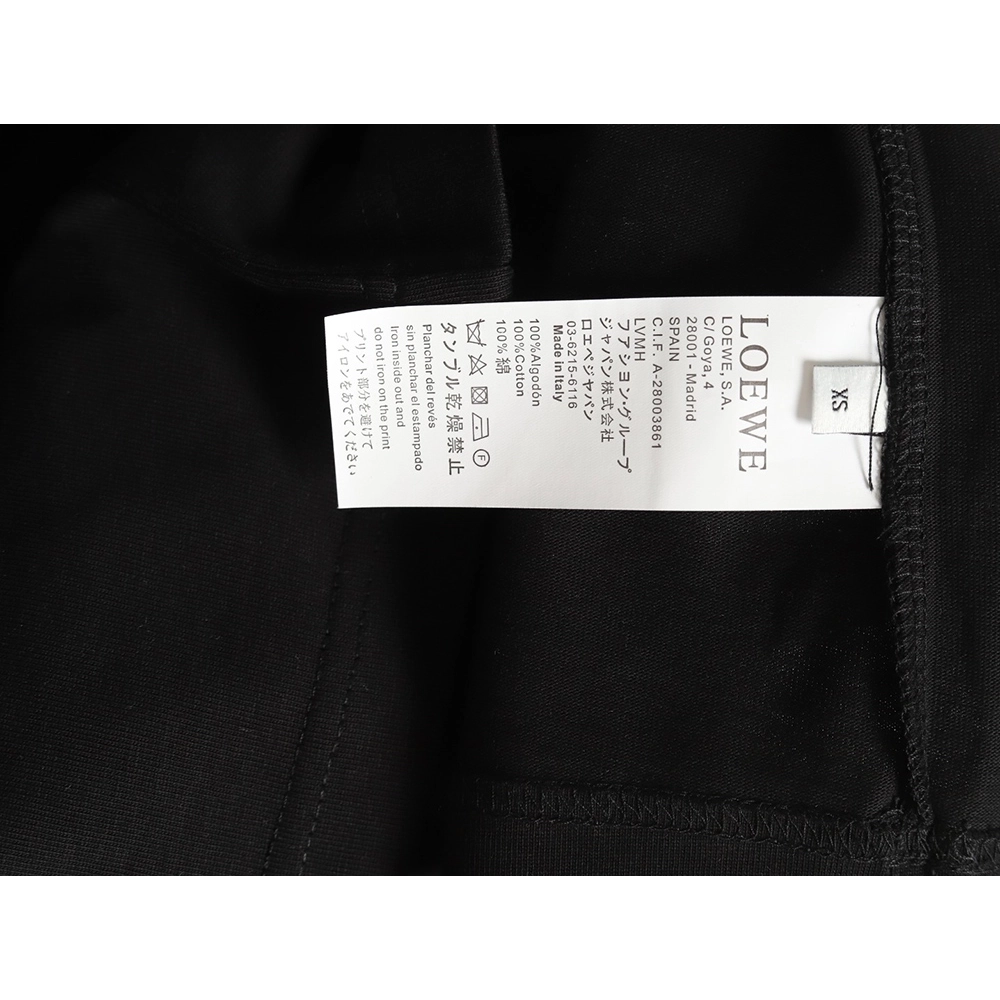 LOEWE
LOEWE, S.A.
C/Goya, 4
28001 - Madrid
SPAIN
C.I.F. A-28003861
LVMH
フアシヨン・グループ
ジャパン株式会社
ロエベジャパン
03-6215-6116
Made in Italy
100%Algodón
100%Cotton
100% 綿
F
タンブル乾燥禁止
Planchar del revés
sin planchar el estampado
Iron inside out and
do not iron on the print
プリント部分を避けて
アイロンをあでてください
XS